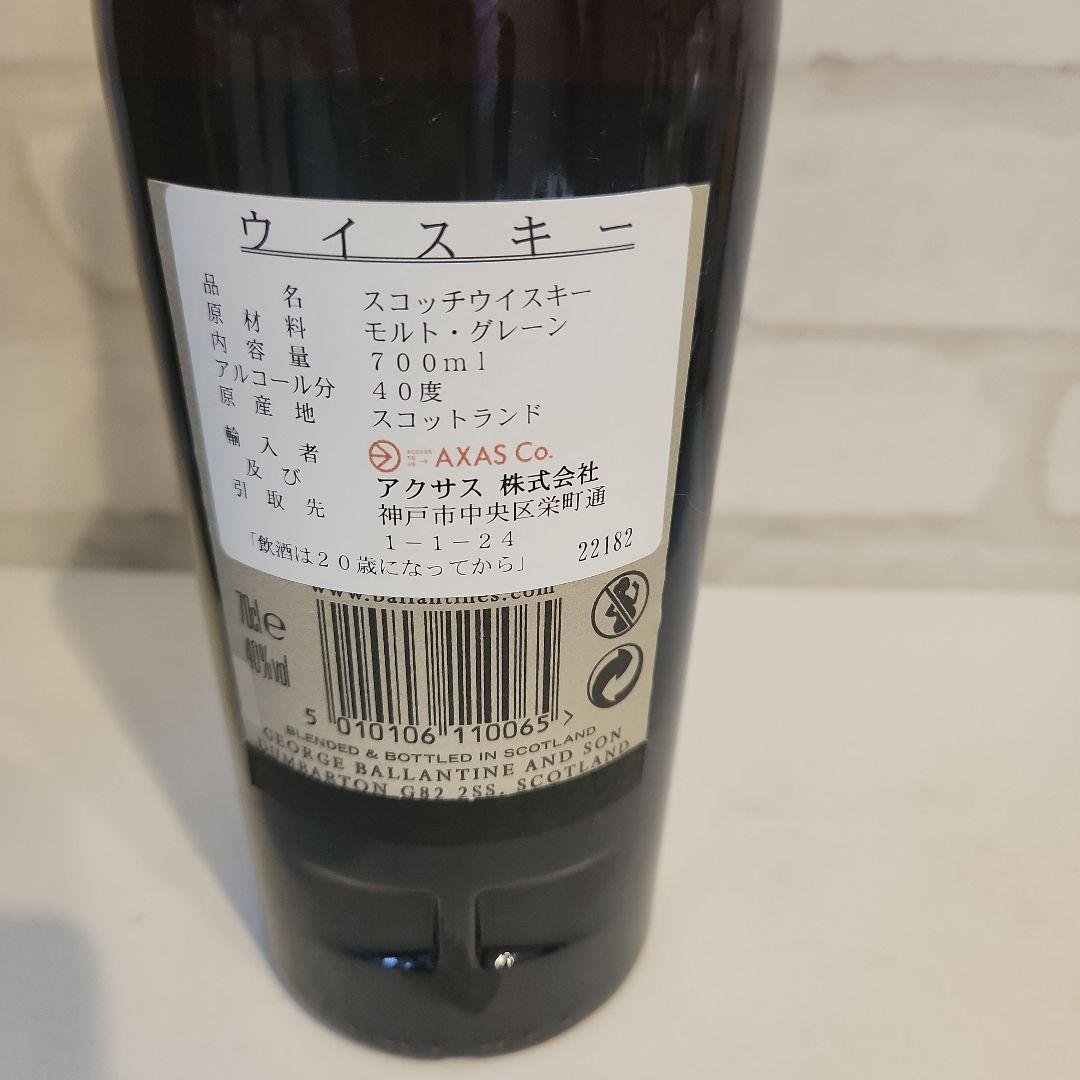 ウイスキー
品名 スコッチウイスキー
原材料 モルト・グレーン
内容量 700ml
アルコール分 40度
原産地 スコットランド
輸入者 AXAS Co.
及び アクサス 株式会社
引取先 神戸市中央区栄町通
1-1-24
「飲酒は20歳になってから」 22182
www.ballantines.com
70cl e
40%vol
5 010106 110065 >
BLENDED & BOTTLED IN SCOTLAND
GEORGE BALLANTINE AND SON
DUMBARTON G82 2SS, SCOTLAND